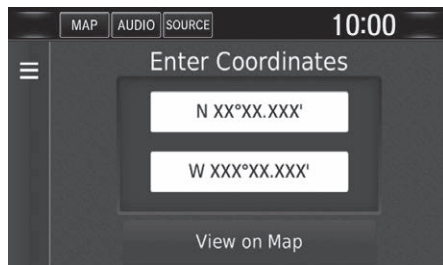 MAP AUDIO SOURCE 10:00
Enter Coordinates
N XX°XX.XXX'
W XXX°XX.XXX'
View on Map